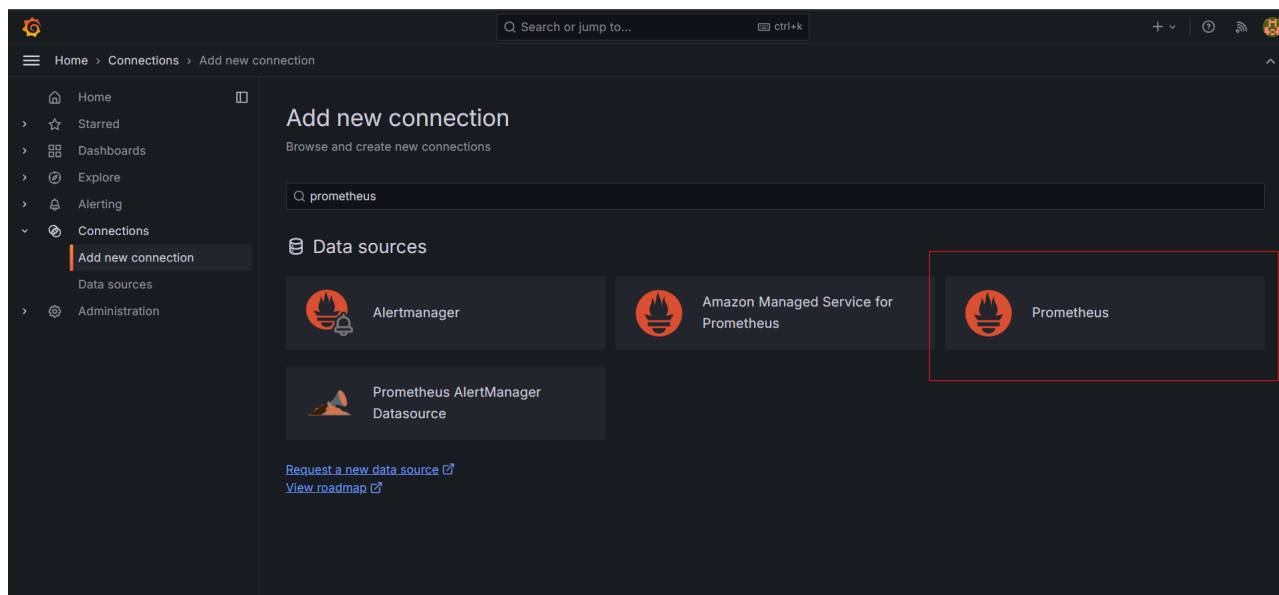 Search or jump to...
ctrl+k
Home › Connections › Add new connection
Home
Starred
Dashboards
Explore
Alerting
Connections
Add new connection
Data sources
Administration
Add new connection
Browse and create new connections
prometheus
Data sources
Alertmanager
Amazon Managed Service for
Prometheus
Prometheus
Prometheus AlertManager
Datasource
Request a new data source
View roadmap